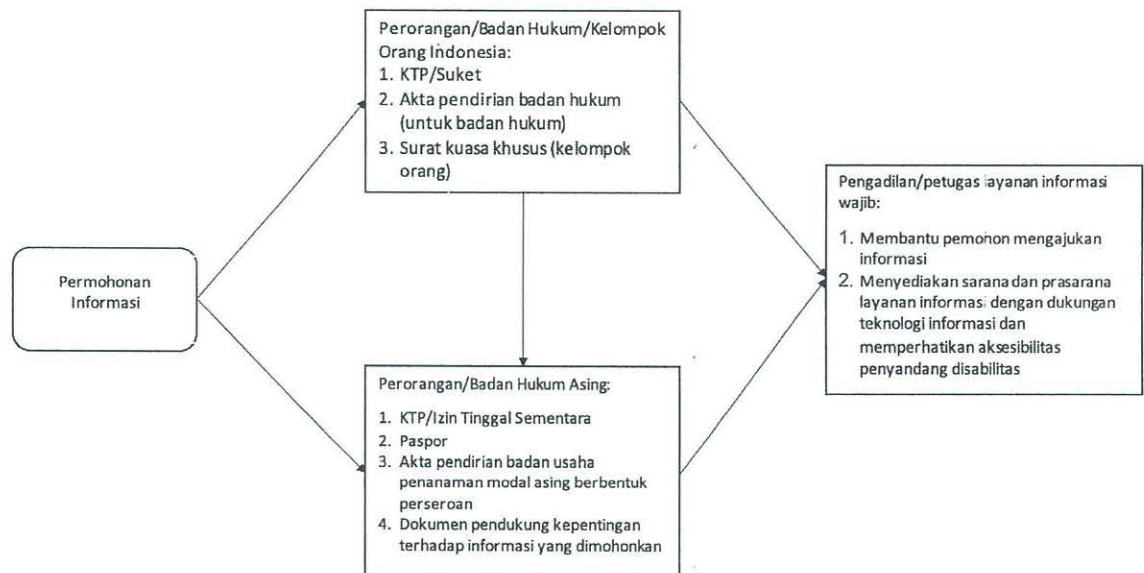 Permohonan
Informasi
Perorangan/Badan Hukum/Kelompok
Orang Indonesia:
1. KTP/Suket
2. Akta pendirian badan hukum
(untuk badan hukum)
3. Surat kuasa khusus (kelompok
orang)
Perorangan/Badan Hukum Asing:
1. KTP/Izin Tinggal Sementara
2. Paspor
3. Akta pendirian badan usaha
penanaman modal asing berbentuk
perseroan
4. Dokumen pendukung kepentingan
terhadap informasi yang dimohonkan
Pengadilan/petugas layanan informasi
wajib:
1. Membantu pemohon mengajukan
informasi
2. Menyediakan sarana dan prasarana
layanan informasi dengan dukungan
teknologi informasi dan
memperhatikan aksesibilitas
penyandang disabilitas